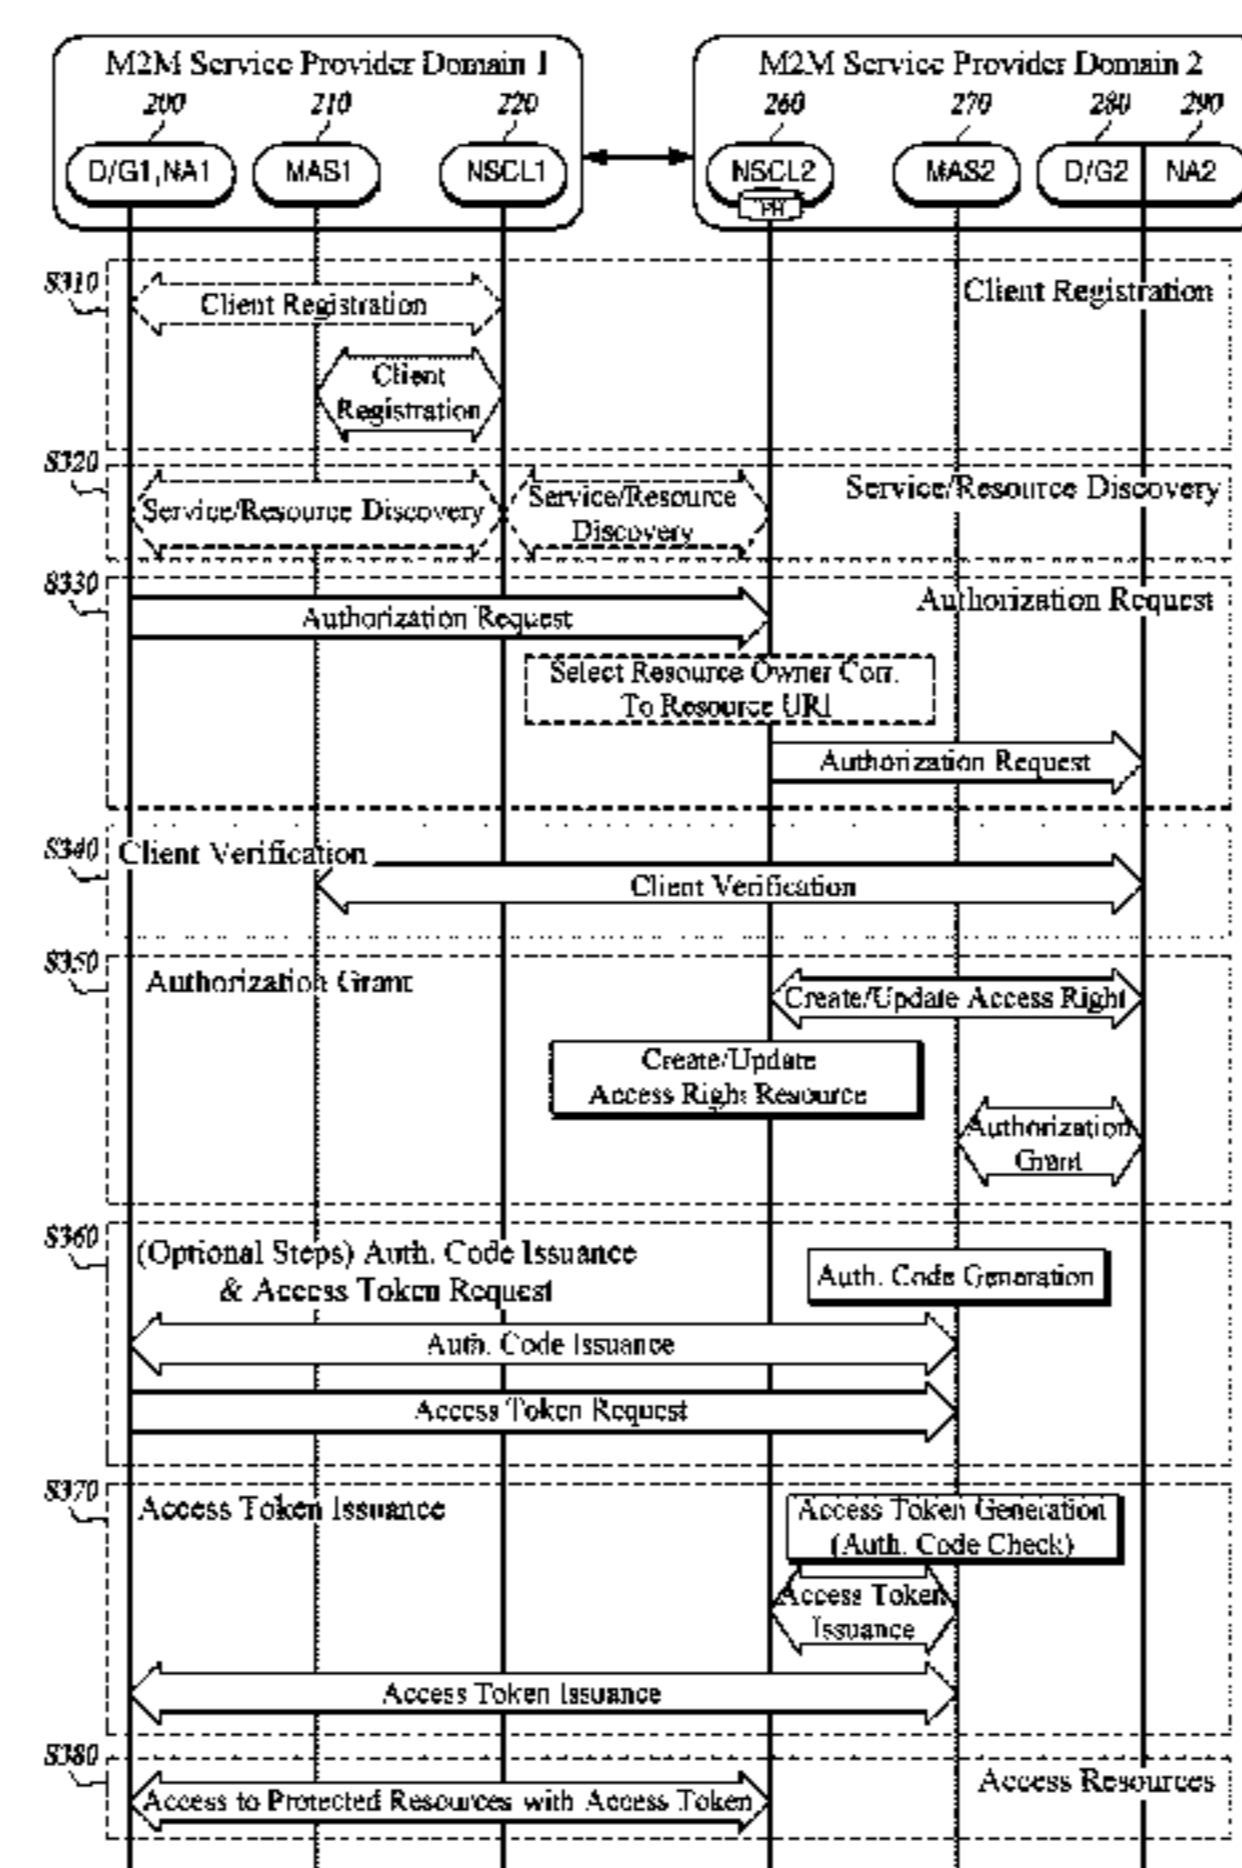 M2M Service Provider Domain 1
M2M Service Provider Domain 2
200
210
220
260
270
280
290
D/G1,NA1
MAS1
NSCL1
NSCL2
PR
MAS2
D/G2
NA2
S310
Client Registration
Client Registration
Client
Registration
S320
Service/Resource Discovery
Service/Resource
Discovery
Service/Resource Discovery
S330
Authorization Request
Authorization Request
Select Resource Owner Corr.
To Resource URI
Authorization Request
S340
Client Verification
Client Verification
S350
Authorization Grant
Create/Update Access Right
Create/Update
Access Right Resource
Authorization
Grant
S360
(Optional Steps) Auth. Code Issuance
& Access Token Request
Auth. Code Generation
Auth. Code Issuance
Access Token Request
S370
Access Token Issuance
Access Token Generation
(Auth. Code Check)
Access Token
Issuance
Access Token Issuance
S380
Access Resources
Access to Protected Resources with Access Token